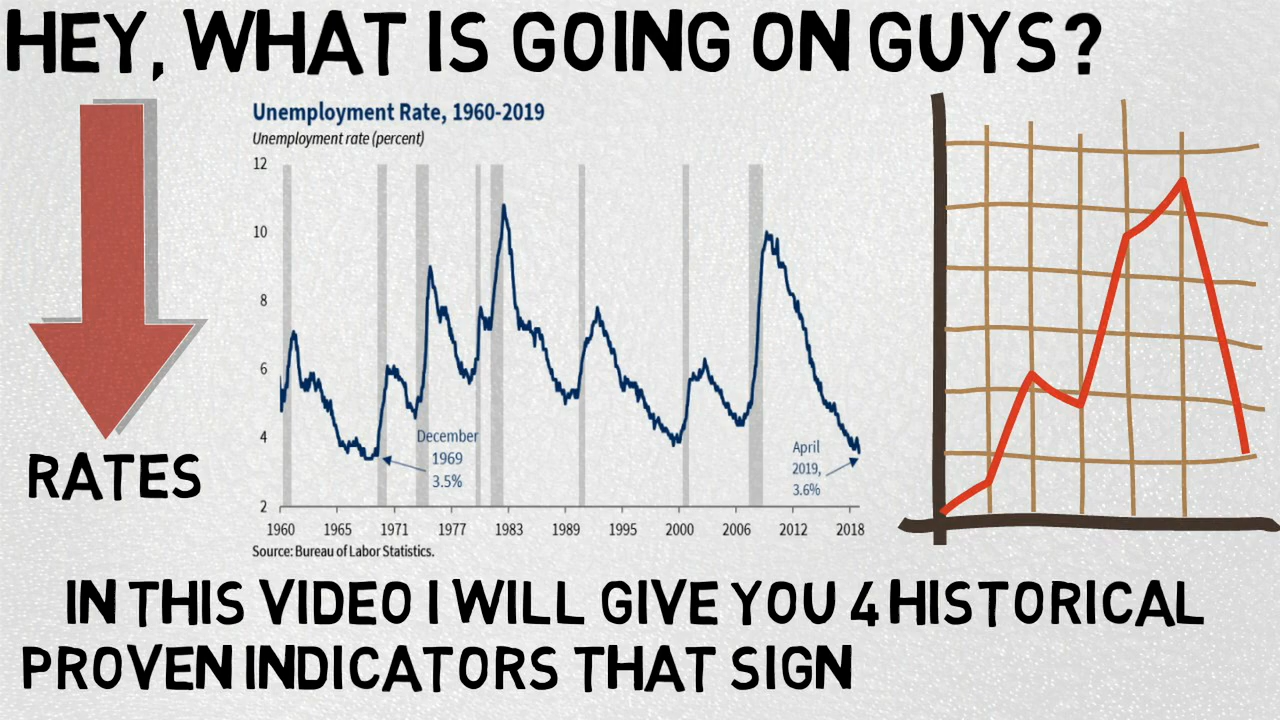 HEY, WHAT IS GOING ON GUYS?
Unemployment Rate, 1960-2019
Unemployment rate (percent)
12
10
8
6
4
2
December
1969
3.5%
April
2019,
3.6%
1960 1965 1971 1977 1983 1989 1995 2000 2006 2012 2018
Source: Bureau of Labor Statistics.
RATES
IN THIS VIDEO I WILL GIVE YOU 4 HISTORICAL
PROVEN INDICATORS THAT SIGN